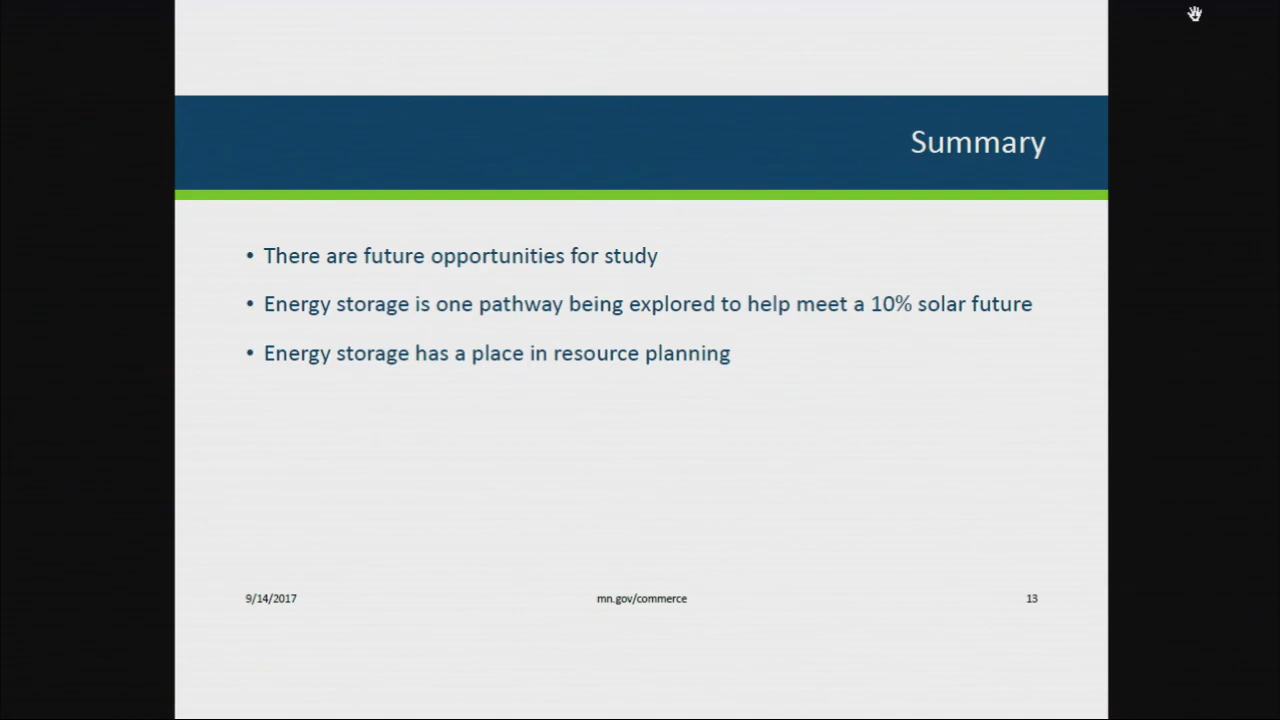 Summary
• There are future opportunities for study
• Energy storage is one pathway being explored to help meet a 10% solar future
• Energy storage has a place in resource planning
9/14/2017
mn.gov/commerce
13